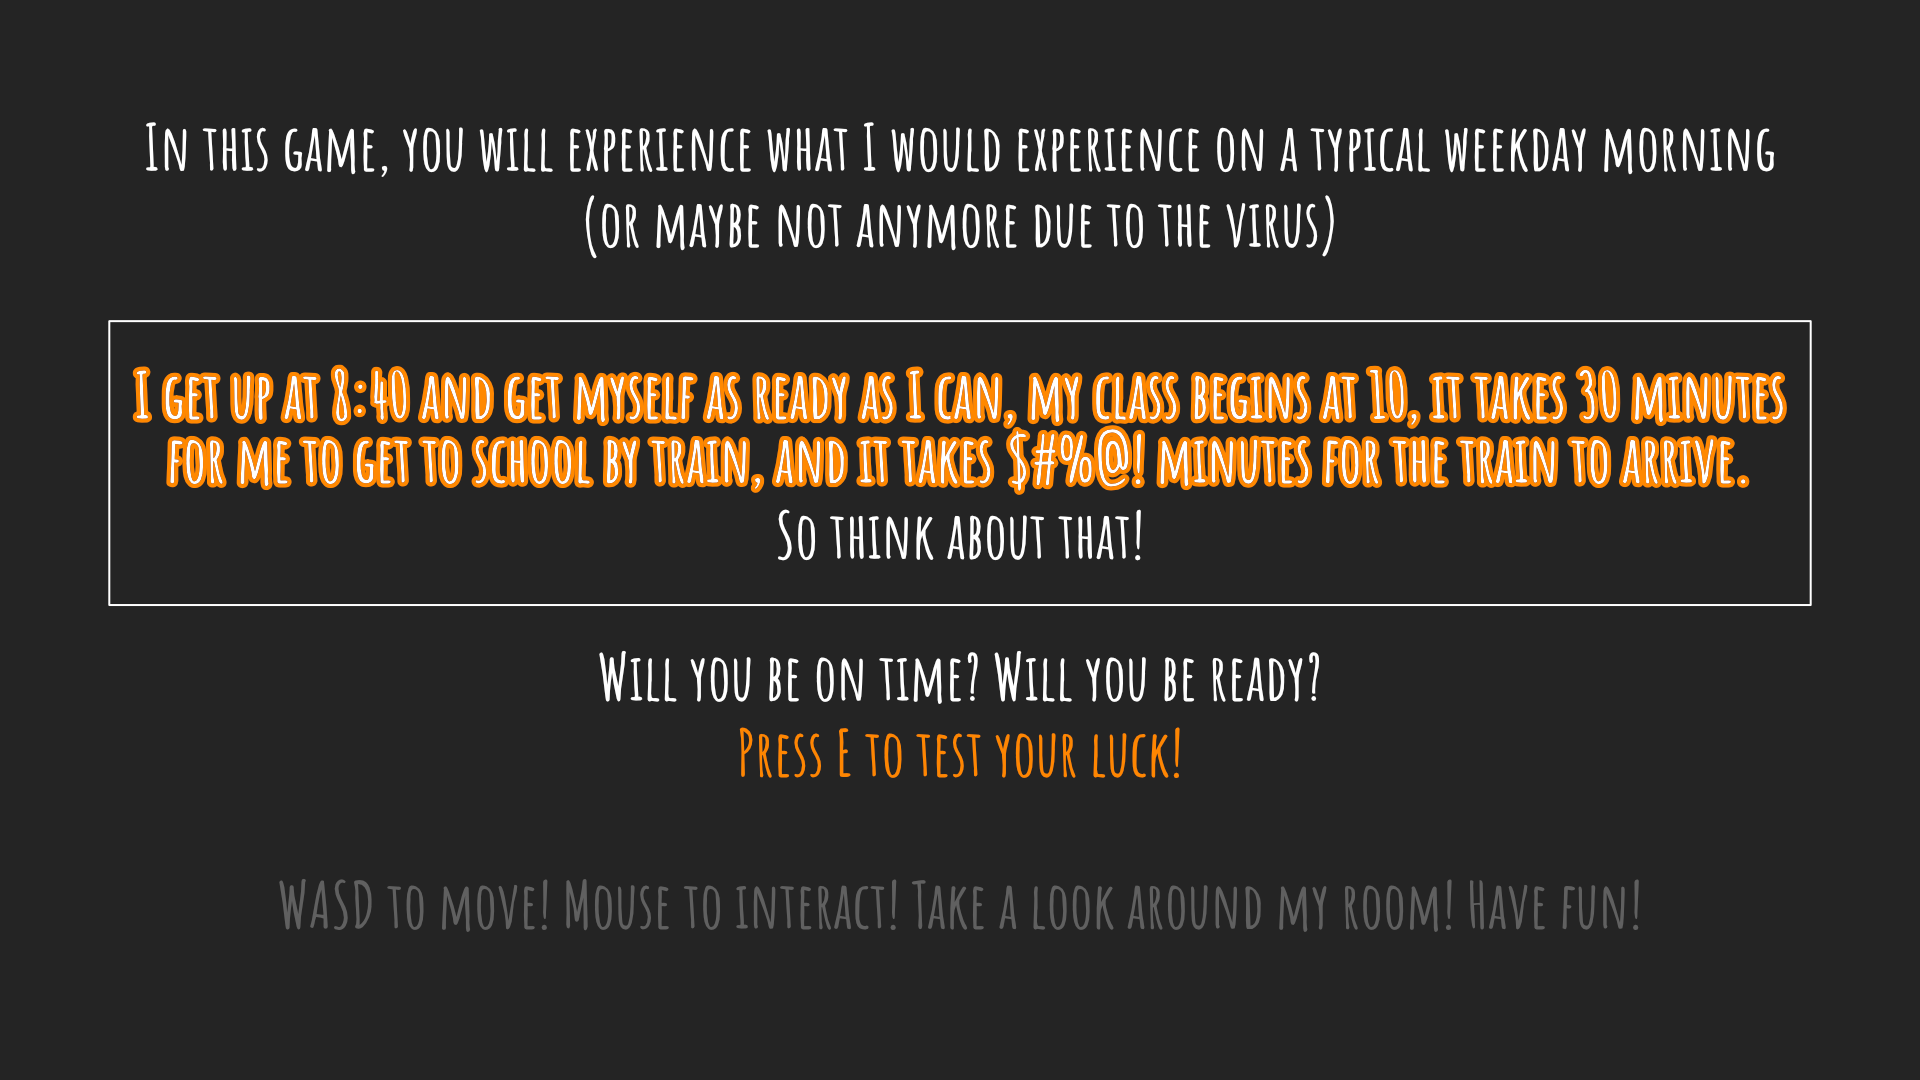 In this game, you will experience what I would experience on a typical weekday morning
(or maybe not anymore due to the virus)
I get up at 8:40 and get myself as ready as I can, my class begins at 10, it takes 30 minutes
for me to get to school by train, and it takes $#%@! minutes for the train to arrive.
So think about that!
Will you be on time? Will you be ready?
Press E to test your luck!
WASD to move! Mouse to interact! Take a look around my room! Have fun!